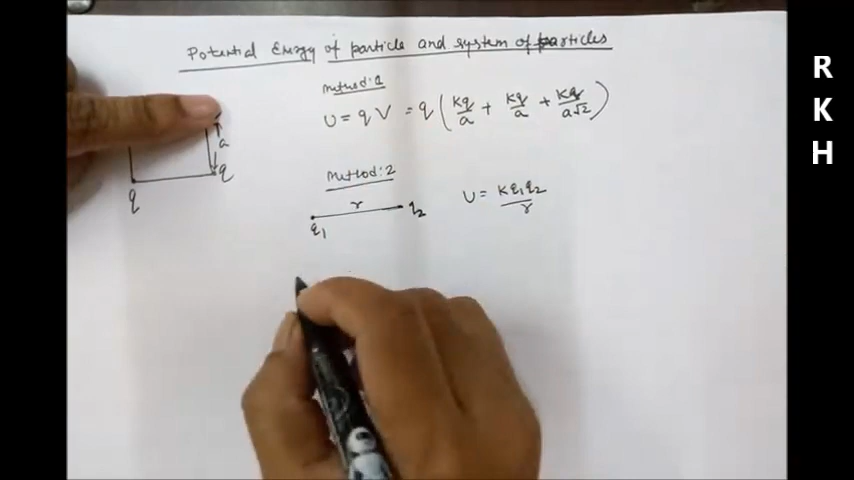 Potential Energy of particle and system of particles
Method:1
U = qV = q(Kq/a + Kq/a + Kq/a√2)
a
q
q
Method:2
r
q1
q2
U = Kq1q2/r
R
K
H